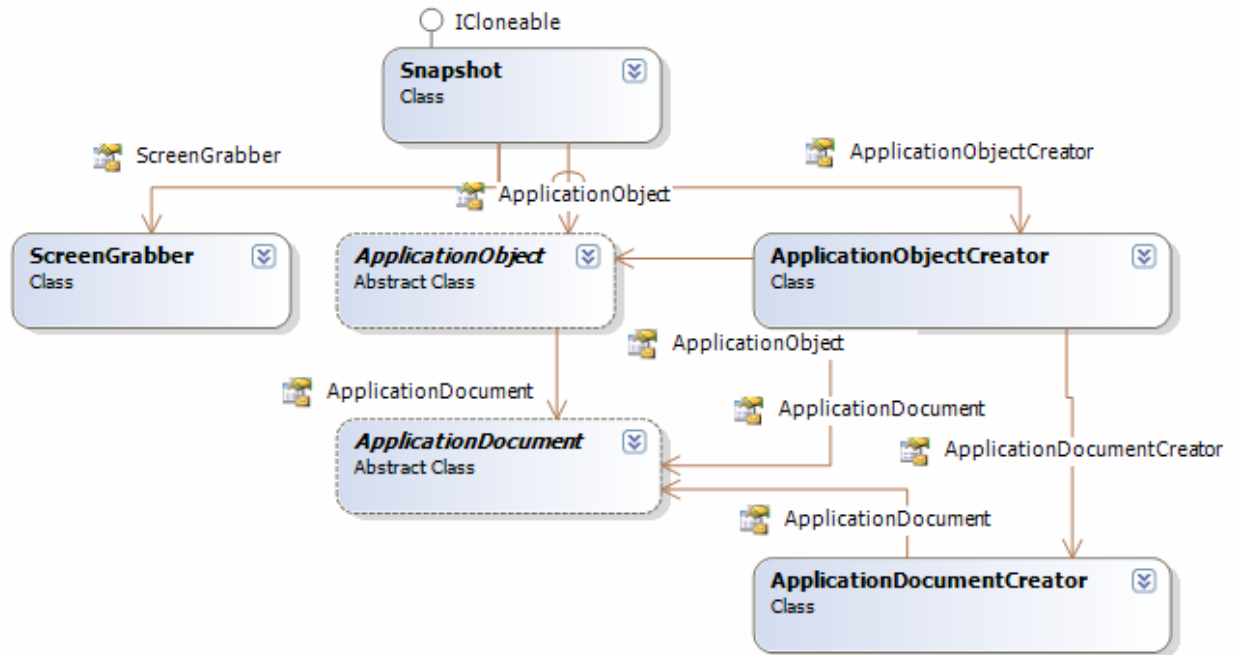 ICloneable
Snapshot
Class
ScreenGrabber
ApplicationObjectCreator
ApplicationObject
ScreenGrabber
Class
ApplicationObject
Abstract Class
ApplicationObjectCreator
Class
ApplicationObject
ApplicationDocument
ApplicationDocument
ApplicationDocument
Abstract Class
ApplicationDocumentCreator
ApplicationDocument
ApplicationDocumentCreator
Class